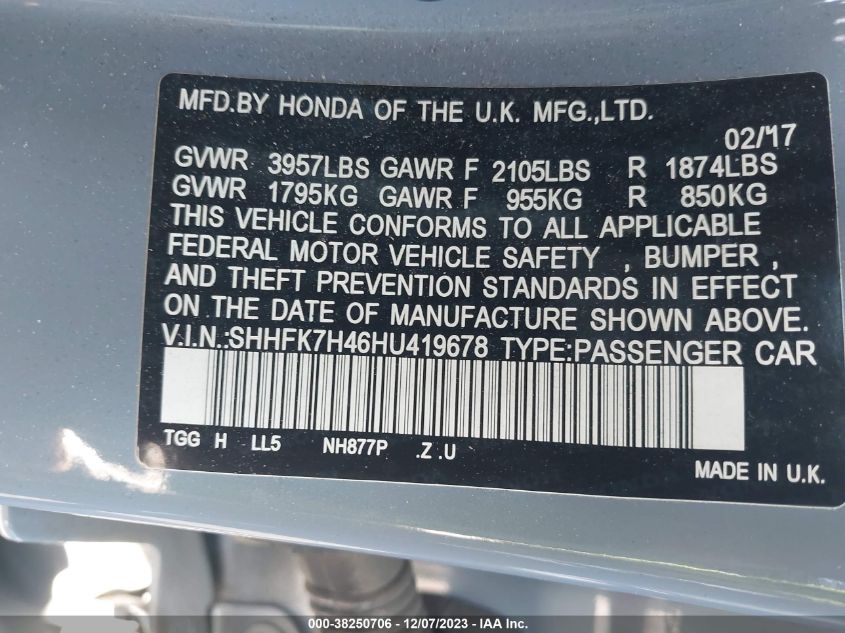 MFD.BY HONDA OF THE U.K. MFG.,LTD.
02/17
GVWR 3957LBS GAWR F 2105LBS R 1874LBS
GVWR 1795KG GAWR F 955KG R 850KG
THIS VEHICLE CONFORMS TO ALL APPLICABLE
FEDERAL MOTOR VEHICLE SAFETY , BUMPER ,
AND THEFT PREVENTION STANDARDS IN EFFECT
ON THE DATE OF MANUFACTURE SHOWN ABOVE.
V.I.N.:SHHFK7H46HU419678 TYPE:PASSENGER CAR
TGG H LL5 NH877P .Z .U
MADE IN U.K.
000-38250706 - 12/07/2023 - IAAI.com